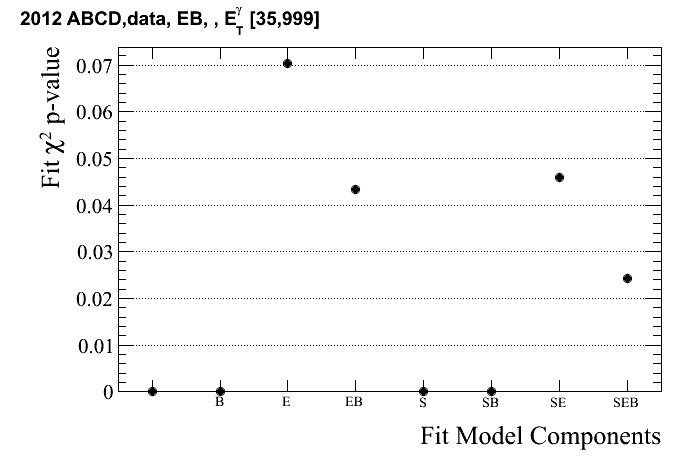 2012 ABCD,data, EB, , E_T^γ [35,999]
Fit χ² p-value
0.07
0.06
0.05
0.04
0.03
0.02
0.01
0
B E EB S SB SE SEB
Fit Model Components